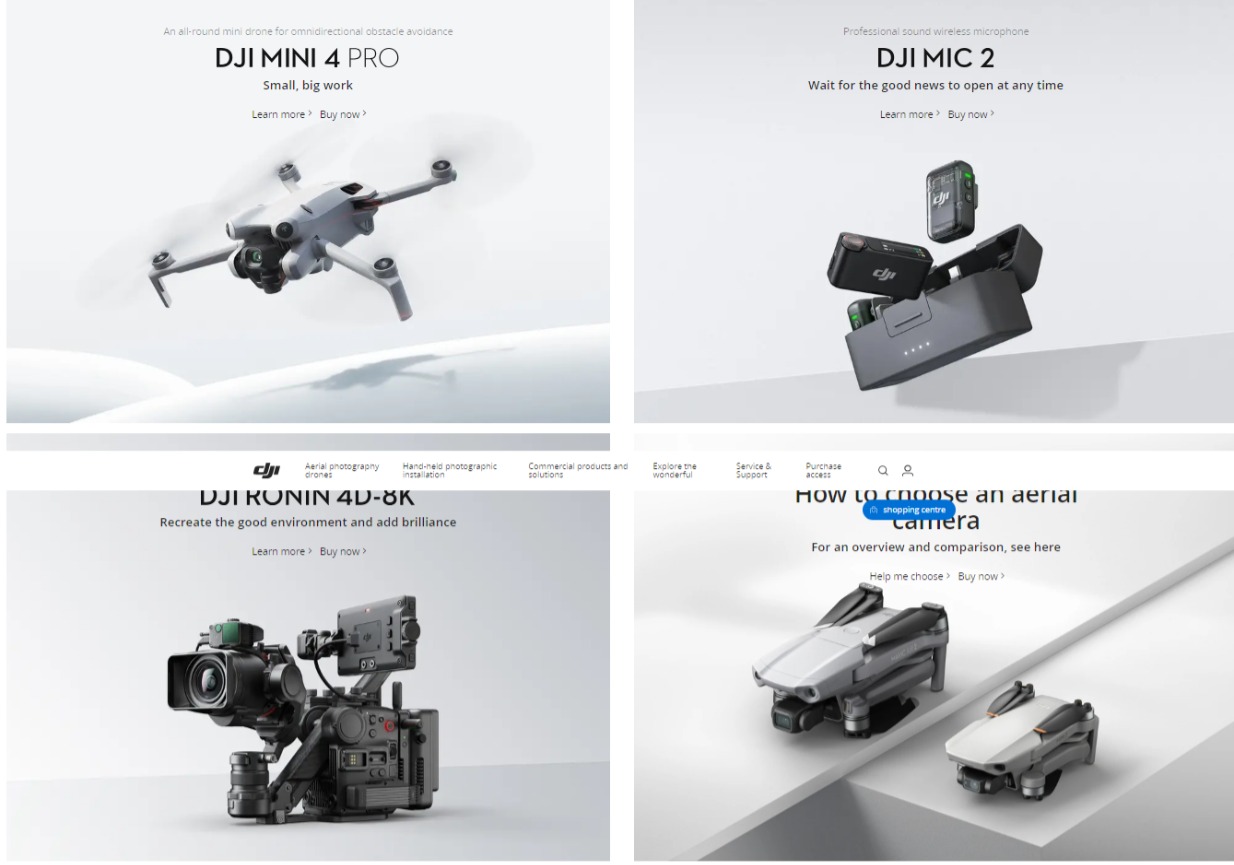 An all-round mini drone for omnidirectional obstacle avoidance
DJI MINI 4 PRO
Small, big work
Learn more > Buy now >
Professional sound wireless microphone
DJI MIC 2
Wait for the good news to open at any time
Learn more > Buy now >
dji
dji
dji
Aerial photography
drones
Hand-held photographic
installation
Commercial products and
solutions
Explore the
wonderful
Service &
Support
Purchase
access
DJI RONIN 4D-8K
Recreate the good environment and add brilliance
Learn more > Buy now >
dji
How to choose an aerial
camera
shopping centre
For an overview and comparison, see here
Help me choose > Buy now >